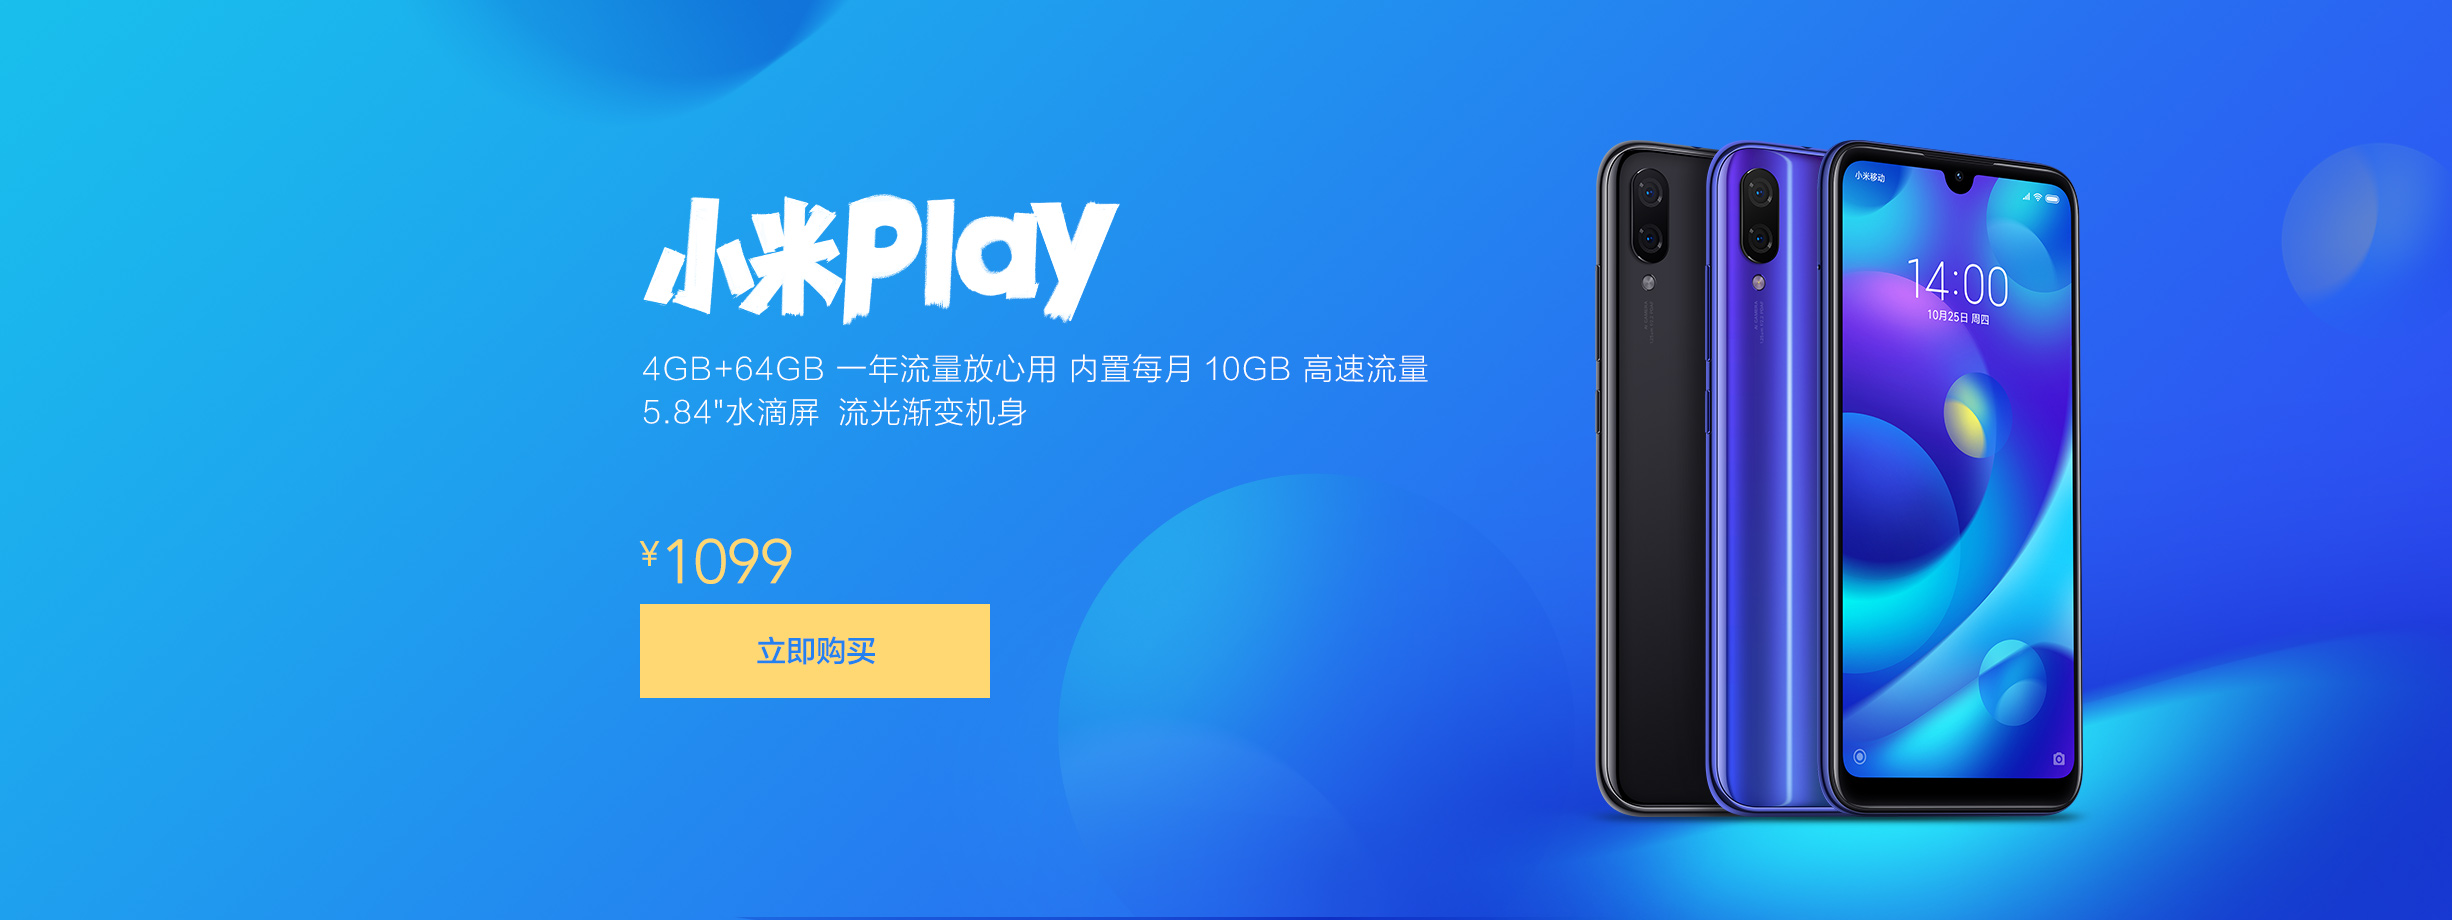 小米Play
4GB+64GB 一年流量放心用 内置每月 10GB 高速流量
5.84"水滴屏 流光渐变机身
¥1099
立即购买
小米移动
14:00
10月25日 周四